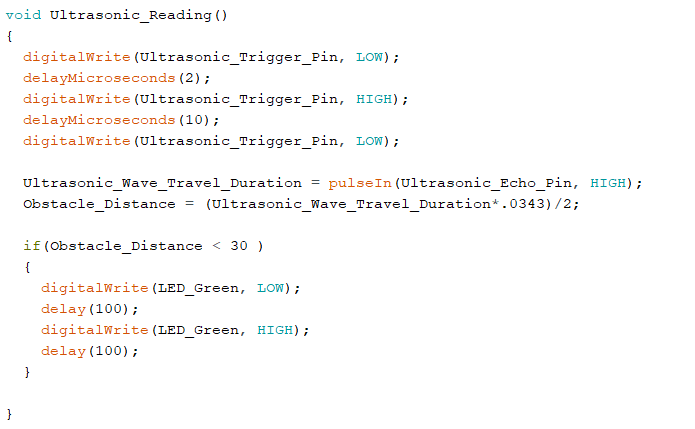 void Ultrasonic_Reading()
{
  digitalWrite(Ultrasonic_Trigger_Pin, LOW);
  delayMicroseconds(2);
  digitalWrite(Ultrasonic_Trigger_Pin, HIGH);
  delayMicroseconds(10);
  digitalWrite(Ultrasonic_Trigger_Pin, LOW);

  Ultrasonic_Wave_Travel_Duration = pulseIn(Ultrasonic_Echo_Pin, HIGH);
  Obstacle_Distance = (Ultrasonic_Wave_Travel_Duration*.0343)/2;

  if(Obstacle_Distance < 30 )
  {
    digitalWrite(LED_Green, LOW);
    delay(100);
    digitalWrite(LED_Green, HIGH);
    delay(100);
  }

}